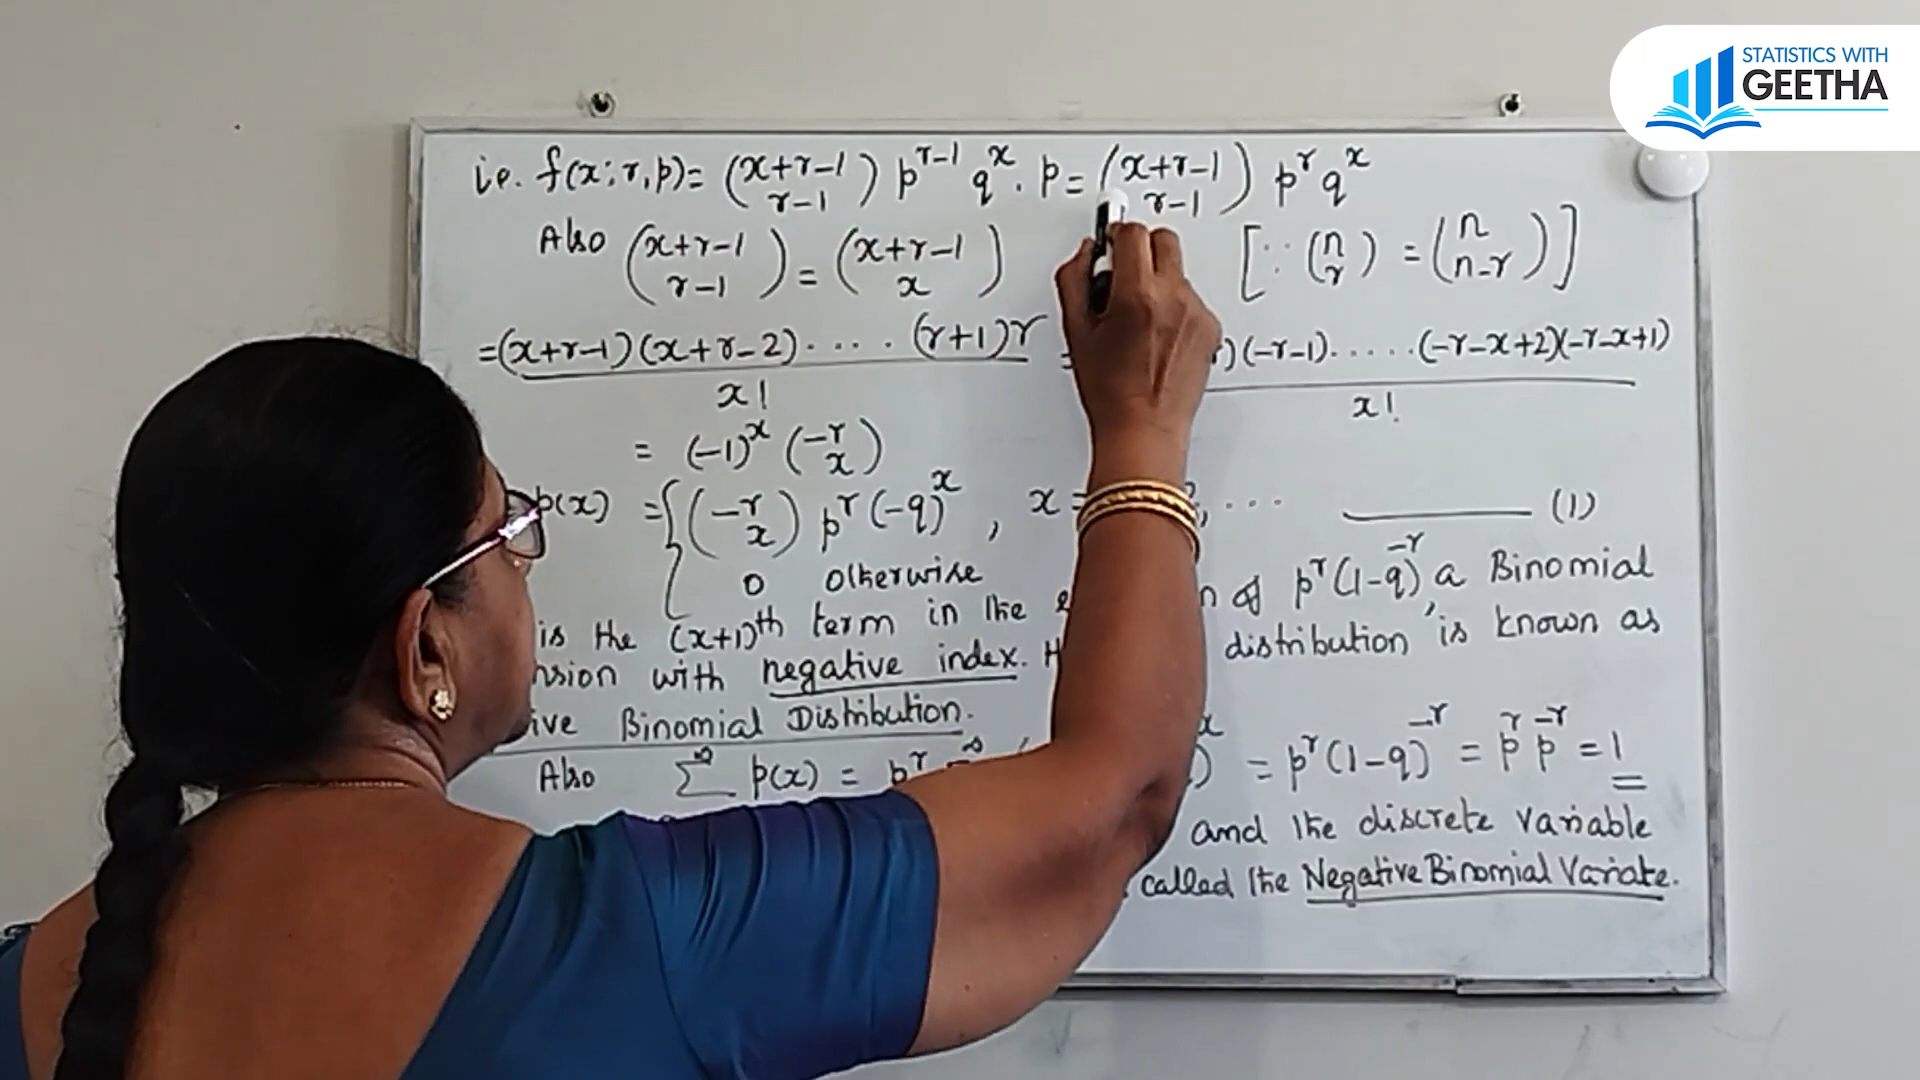 STATISTICS WITH
GEETHA
i.e. f(x; r, p) = (x+r-1 r-1) p^{r-1} q^x . p = (x+r-1 r-1) p^r q^x
Also (x+r-1 r-1) = (x+r-1 x) [∵ (n r) = (n n-r)]
= (x+r-1)(x+r-2) . . . . (r+1)r / x! = )(-r-1) . . . . . (-r-x+2)(-r-x+1) / x!
= (-1)^x (-r x)
p(x) = { (-r x) p^r (-q)^x , x = , . . . ——— (1)
0 otherwise
is the (x+1)^{th} term in the of p^r (1-q)^{-r}, a Binomial
with negative index. distribution is known as
Binomial Distribution.
Also ∑^∞ p(x) = p^r = p^r (1-q)^{-r} = p^r p^{-r} = 1
and the discrete variable
called the Negative Binomial Variate.